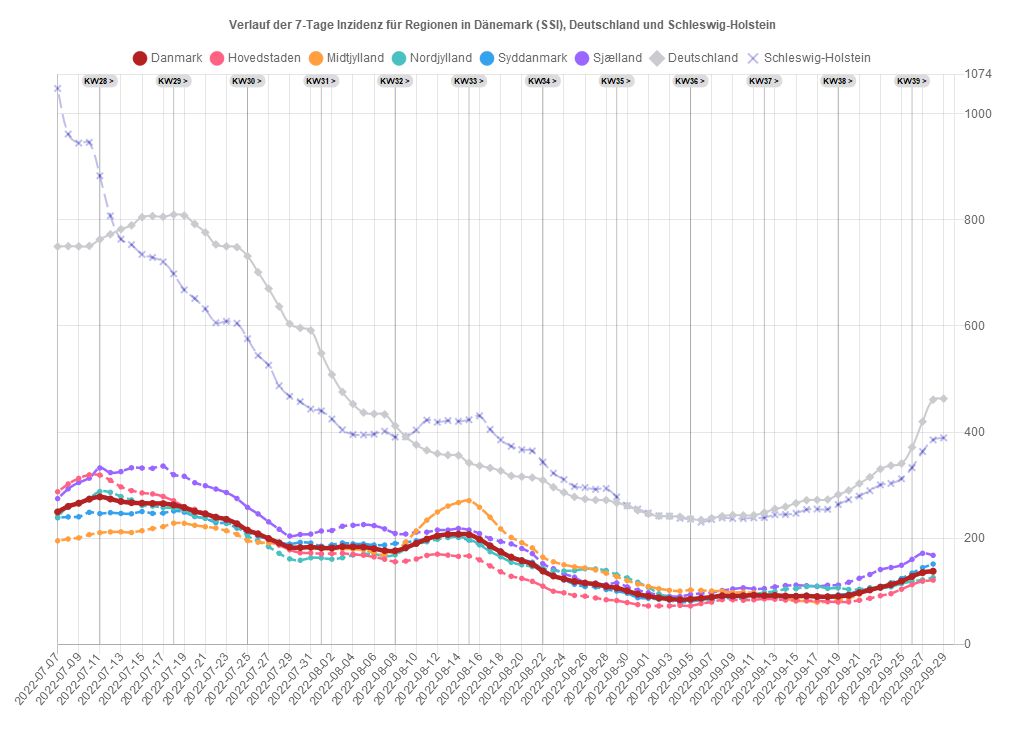 Verlauf der 7-Tage Inzidenz für Regionen in Dänemark (SSI), Deutschland und Schleswig-Holstein
Danmark Hovedstaden Midtjylland Nordjylland Syddanmark Sjælland Deutschland Schleswig-Holstein
KW28 > KW29 > KW30 > KW31 > KW32 > KW33 > KW34 > KW35 > KW36 > KW37 > KW38 > KW39 >
1074
1000
800
600
400
200
0
2022-07-07 2022-07-09 2022-07-11 2022-07-13 2022-07-15 2022-07-17 2022-07-19 2022-07-21 2022-07-23 2022-07-25 2022-07-27 2022-07-29 2022-07-31 2022-08-02 2022-08-04 2022-08-06 2022-08-08 2022-08-10 2022-08-12 2022-08-14 2022-08-16 2022-08-18 2022-08-20 2022-08-22 2022-08-24 2022-08-26 2022-08-28 2022-08-30 2022-09-01 2022-09-03 2022-09-05 2022-09-07 2022-09-09 2022-09-11 2022-09-13 2022-09-15 2022-09-17 2022-09-19 2022-09-21 2022-09-23 2022-09-25 2022-09-27 2022-09-29